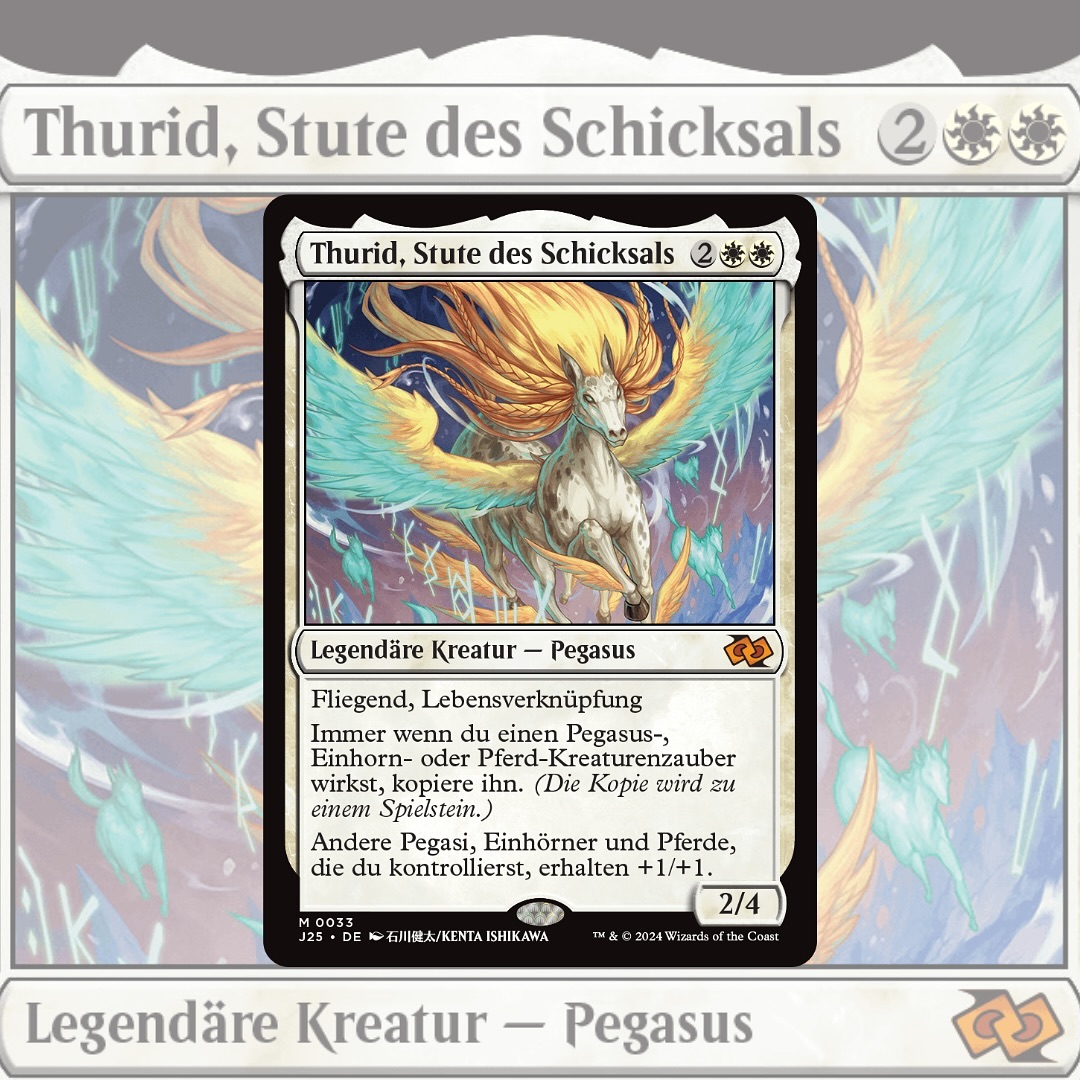 Thurid, Stute des Schicksals 2
Thurid, Stute des Schicksals 2
Legendäre Kreatur — Pegasus
Fliegend, Lebensverknüpfung
Immer wenn du einen Pegasus-,
Einhorn- oder Pferd-Kreaturenzauber
wirkst, kopiere ihn. (Die Kopie wird zu
einem Spielstein.)
Andere Pegasi, Einhörner und Pferde,
die du kontrollierst, erhalten +1/+1.
2/4
M 0033
J25 • DE 石川健太/KENTA ISHIKAWA
™ & © 2024 Wizards of the Coast
Legendäre Kreatur — Pegasus